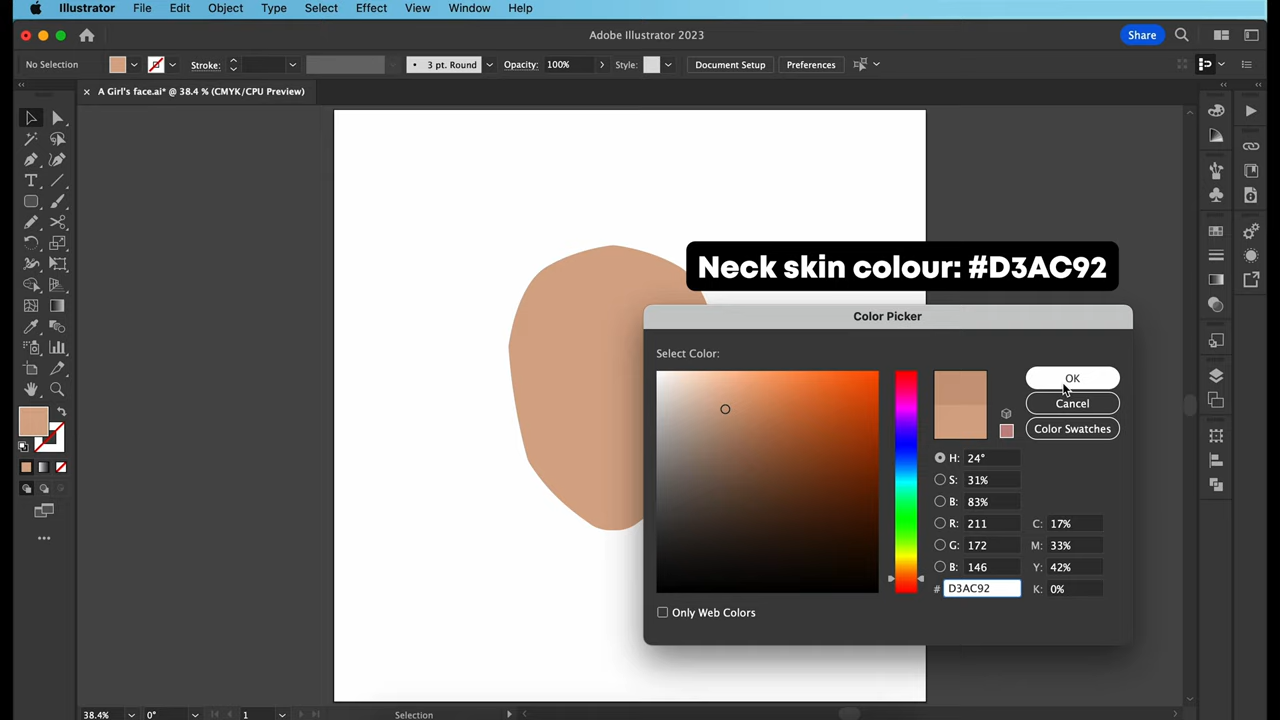 Illustrator File Edit Object Type Select Effect View Window Help
Adobe Illustrator 2023
Share
No Selection
Stroke:
3 pt. Round
Opacity: 100%
Style:
Document Setup
Preferences
A Girl's face.ai* @ 38.4 % (CMYK/CPU Preview)
Neck skin colour: #D3AC92
Color Picker
Select Color:
OK
Cancel
Color Swatches
H: 24°
S: 31%
B: 83%
R: 211
C: 17%
G: 172
M: 33%
B: 146
Y: 42%
# D3AC92
K: 0%
Only Web Colors
38.4%
0°
1
Selection